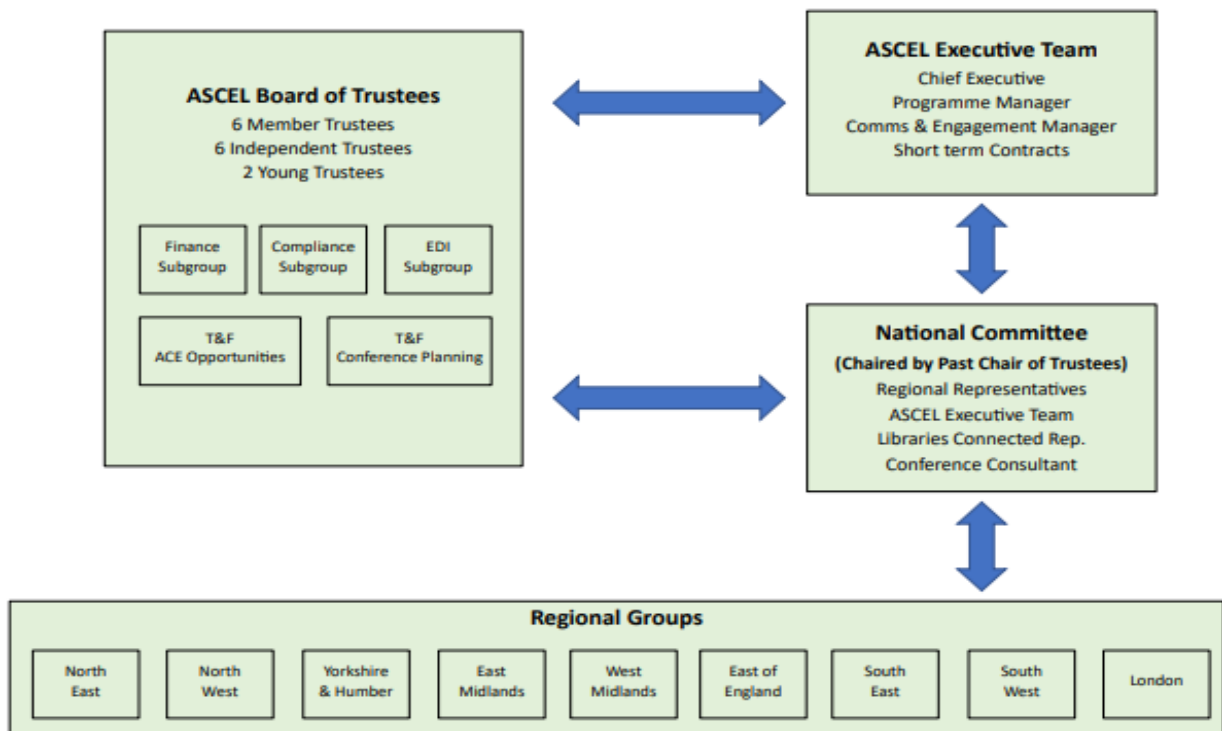 ASCEL Board of Trustees
6 Member Trustees
6 Independent Trustees
2 Young Trustees
Finance
Subgroup
Compliance
Subgroup
EDI
Subgroup
T&F
ACE Opportunities
T&F
Conference Planning
ASCEL Executive Team
Chief Executive
Programme Manager
Comms & Engagement Manager
Short term Contracts
National Committee
(Chaired by Past Chair of Trustees)
Regional Representatives
ASCEL Executive Team
Libraries Connected Rep.
Conference Consultant
Regional Groups
North
East
North
West
Yorkshire
& Humber
East
Midlands
West
Midlands
East of
England
South
East
South
West
London